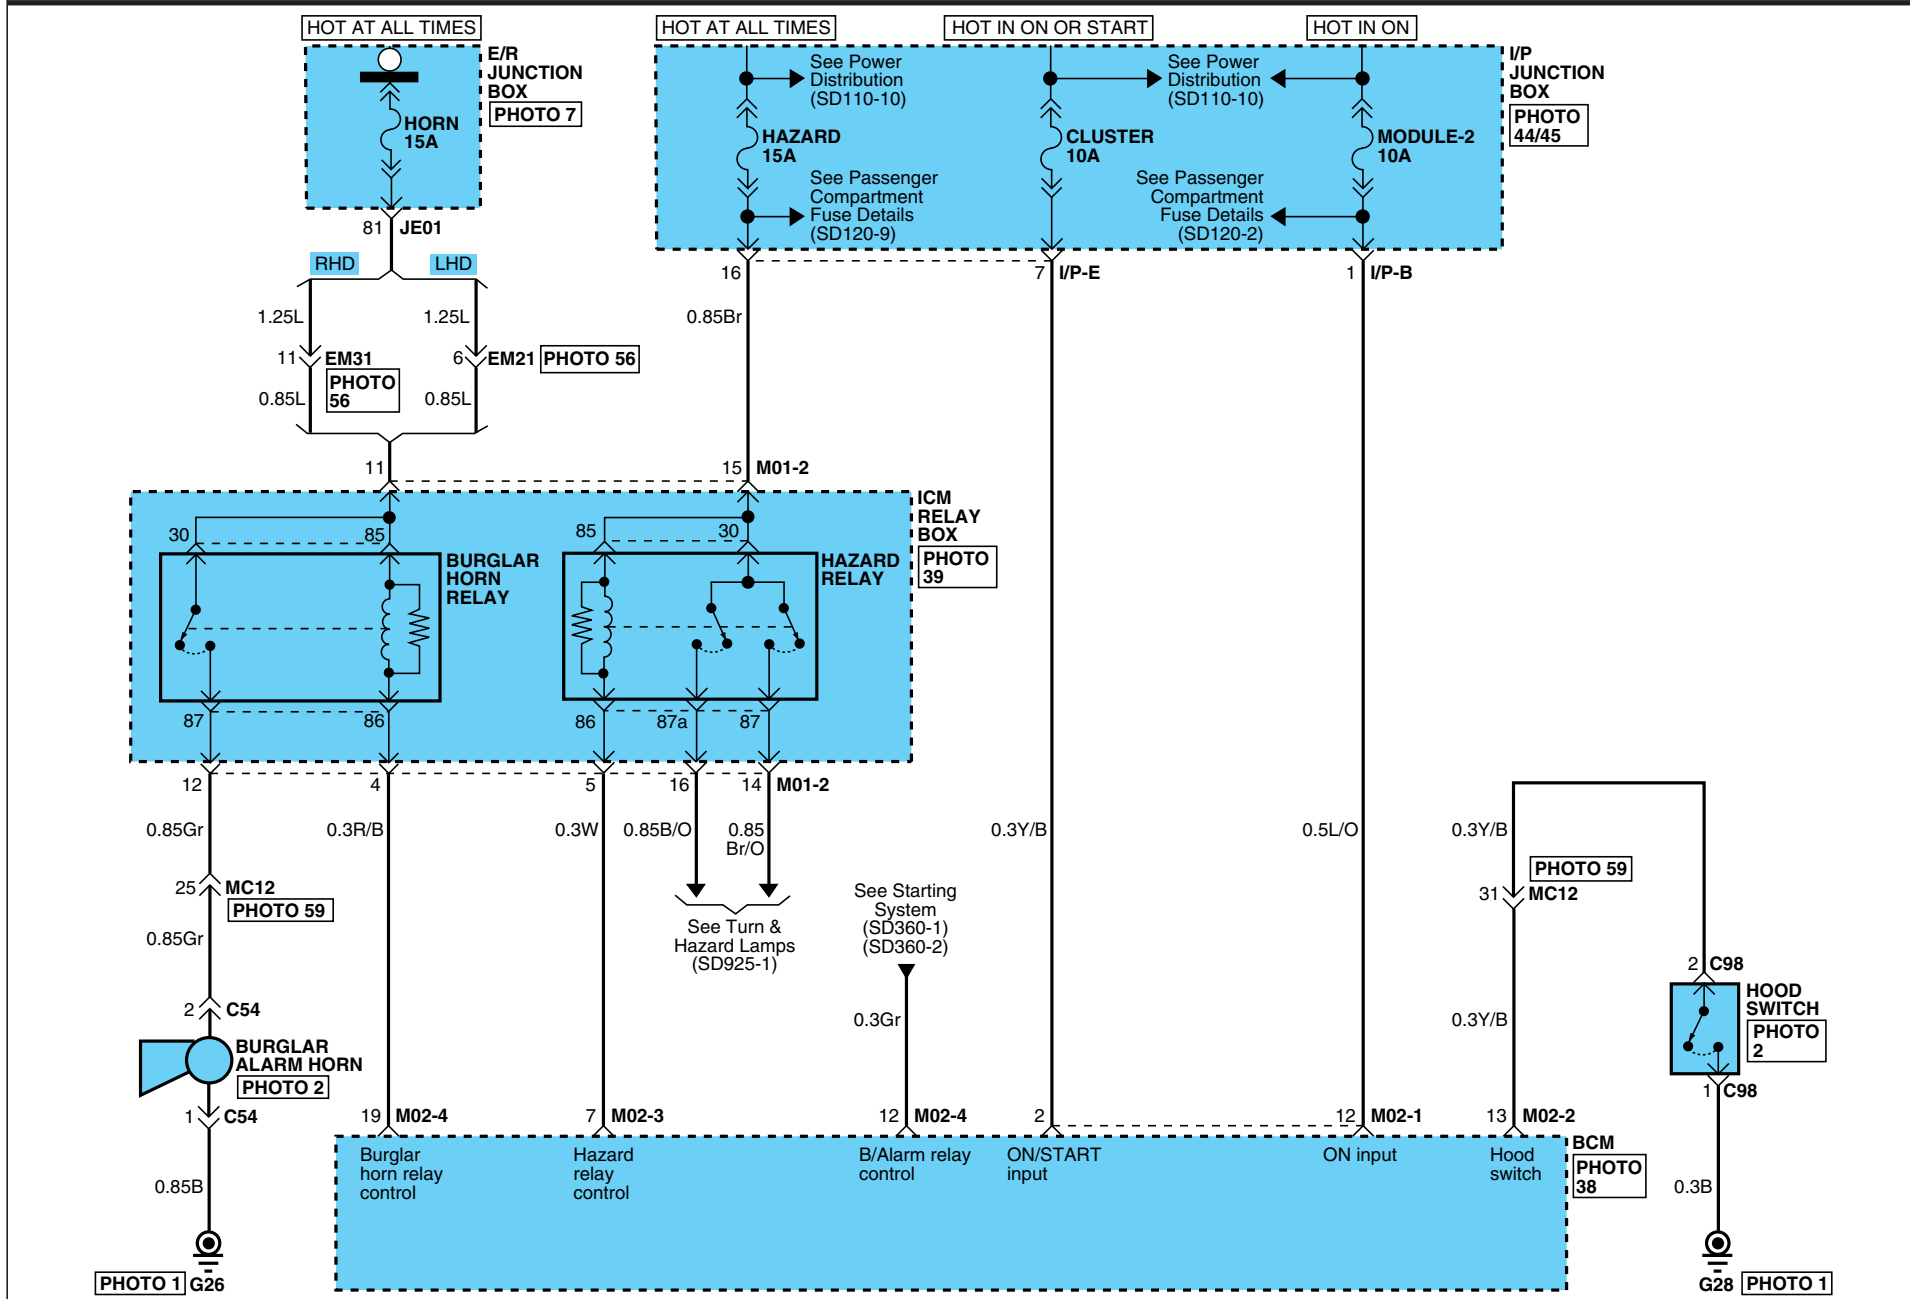 HOT AT ALL TIMES
HOT AT ALL TIMES
HOT IN ON OR START
HOT IN ON
E/R
JUNCTION
BOX
PHOTO 7
HORN
15A
See Power
Distribution
(SD110-10)
See Power
Distribution
(SD110-10)
I/P
JUNCTION
BOX
PHOTO
44/45
HAZARD
15A
CLUSTER
10A
MODULE-2
10A
See Passenger
Compartment
Fuse Details
(SD120-9)
See Passenger
Compartment
Fuse Details
(SD120-2)
81 JE01
RHD
LHD
16
7 I/P-E
1 I/P-B
1.25L
1.25L
0.85Br
11 EM31
PHOTO
56
6 EM21 PHOTO 56
0.85L
0.85L
11
15 M01-2
ICM
RELAY
BOX
PHOTO
39
30
85
85
30
BURGLAR
HORN
RELAY
HAZARD
RELAY
87
86
86
87a
87
12
4
5
16
14 M01-2
0.85Gr
0.3R/B
0.3W
0.85B/O
0.85
Br/O
0.3Y/B
0.5L/O
0.3Y/B
25 MC12
PHOTO 59
PHOTO 59
31 MC12
See Turn &
Hazard Lamps
(SD925-1)
See Starting
System
(SD360-1)
(SD360-2)
0.85Gr
2 C54
0.3Gr
0.3Y/B
2 C98
HOOD
SWITCH
PHOTO
2
1 C98
BURGLAR
ALARM HORN
PHOTO 2
1 C54
19 M02-4
7 M02-3
12 M02-4
2
12 M02-1
13 M02-2
BCM
PHOTO
38
Burglar
horn relay
control
Hazard
relay
control
B/Alarm relay
control
ON/START
input
ON input
Hood
switch
0.85B
0.3B
PHOTO 1 G26
G28 PHOTO 1